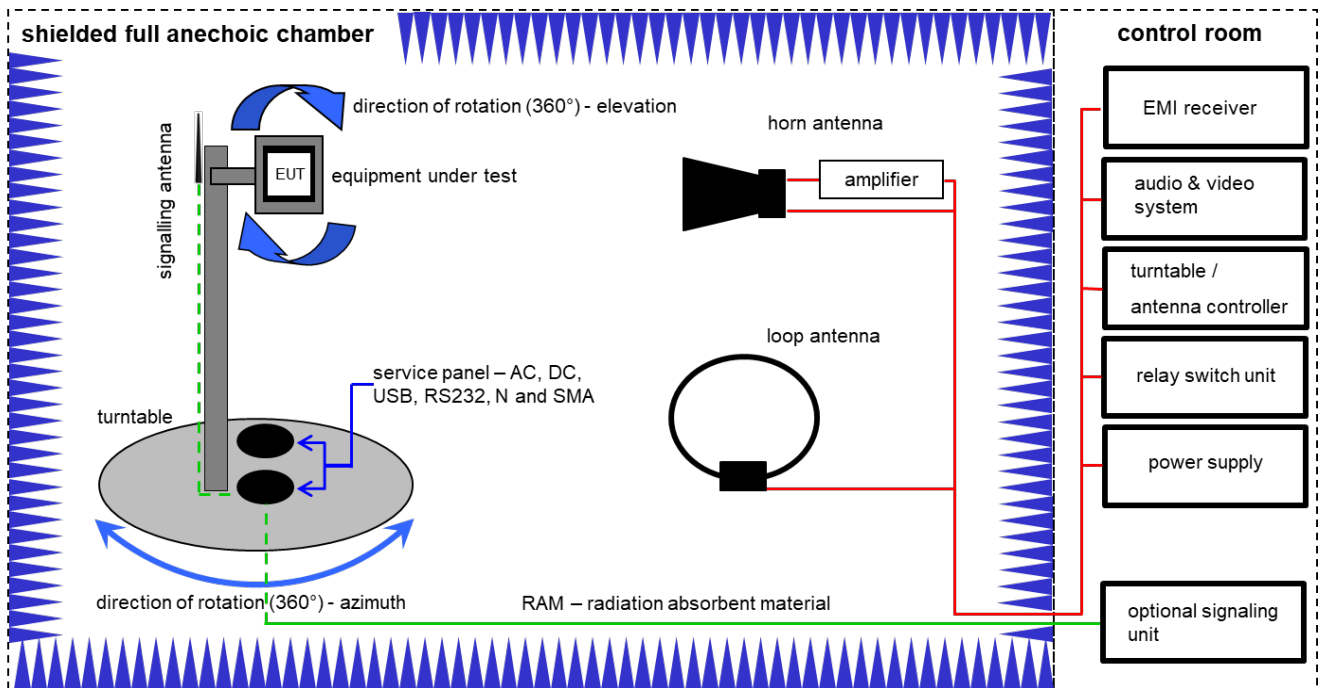 shielded full anechoic chamber
control room
direction of rotation (360°) - elevation
signalling antenna
EUT
equipment under test
horn antenna
amplifier
loop antenna
service panel – AC, DC,
USB, RS232, N and SMA
turntable
direction of rotation (360°) - azimuth
RAM – radiation absorbent material
EMI receiver
audio & video
system
turntable /
antenna controller
relay switch unit
power supply
optional signaling
unit